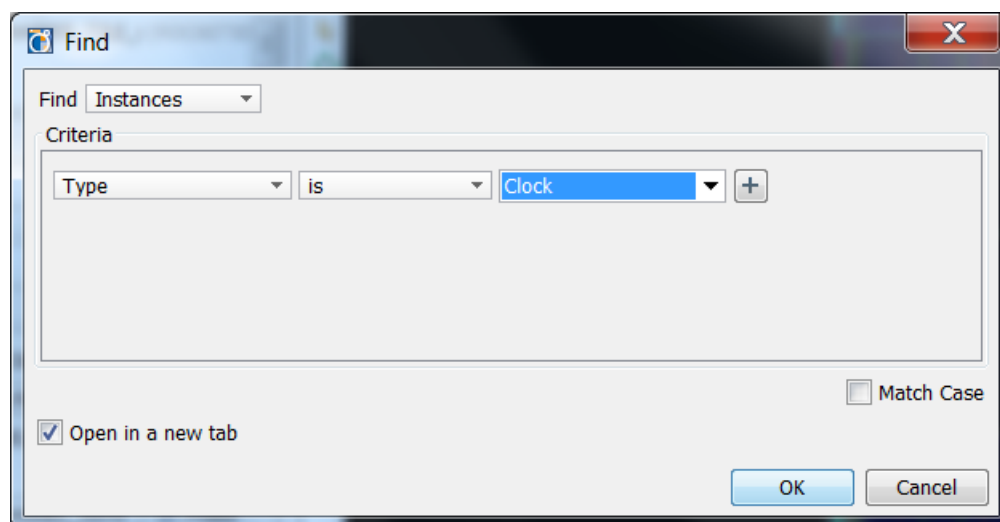 Find
Find Instances
Criteria
Type is Clock +
Match Case
Open in a new tab
OK Cancel